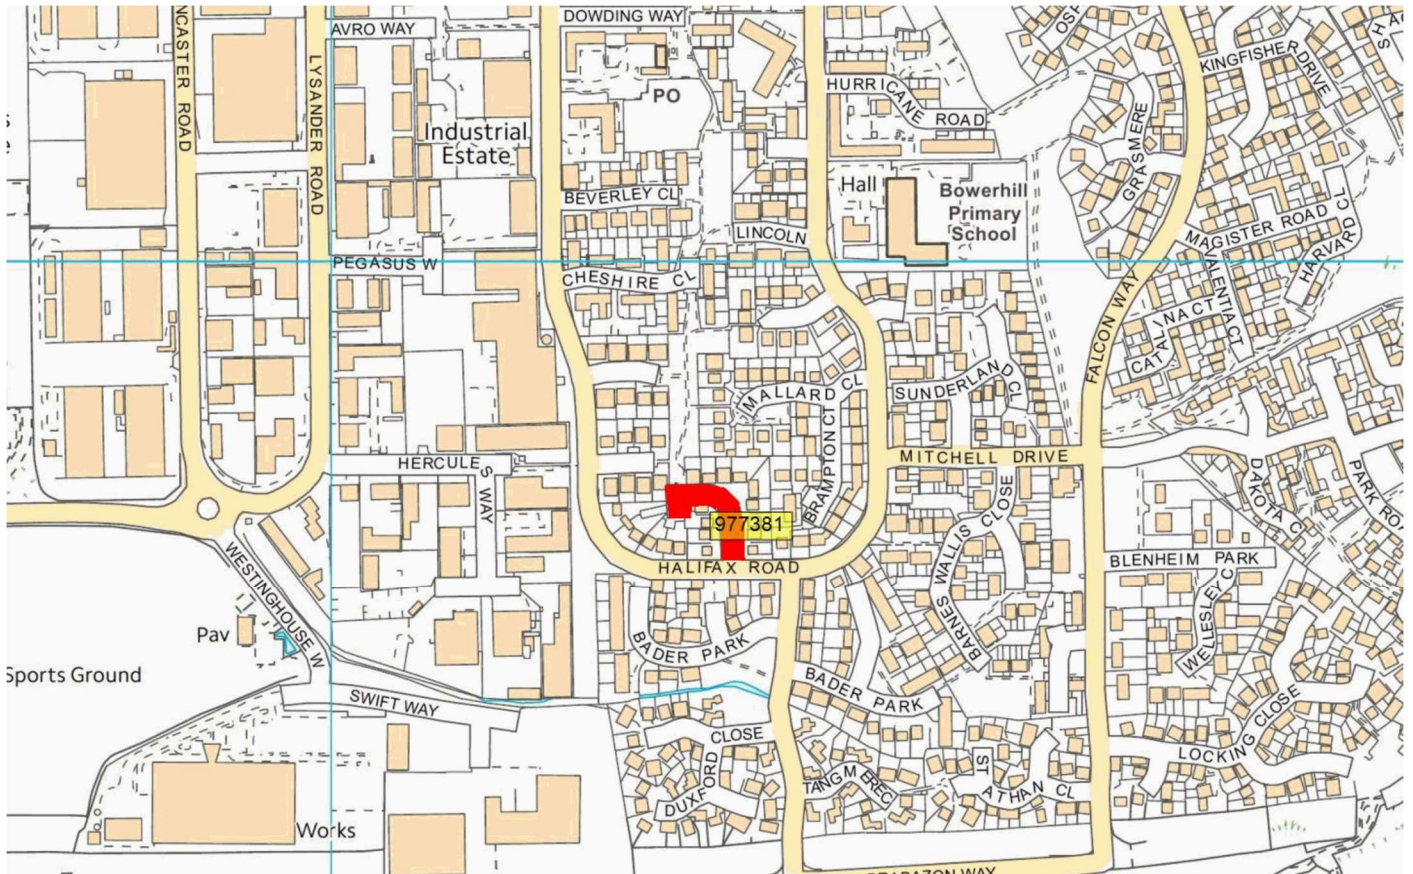 NCASTER ROAD
LYSANDER ROAD
AVRO WAY
DOWDING WAY
PO
Industrial
Estate
HURRICANE ROAD
KINGFISHER DRIVE
GRASMERE
BEVERLEY CL
Hall
Bowerhill
Primary
School
LINCOLN
MAGISTER ROAD
HARVARD CL
VALENTIA CT
PEGASUS W
CHESHIRE CL
FALCON WAY
CATALINA CT
MALLARD CL
SUNDERLAND CL
BRAMPTON CT
HERCULES WAY
MITCHELL DRIVE
DAKOTA C
PARK RO
977381
BARNES WALLIS CLOSE
HALIFAX ROAD
BLENHEIM PARK
WELLESLEY C
WESTINGHOUSE W
Pav
Sports Ground
BADER PARK
BADER PARK
SWIFT WAY
DUXFORD CLOSE
LOCKING CLOSE
TANGMEREC
ST ATHAN CL
Works